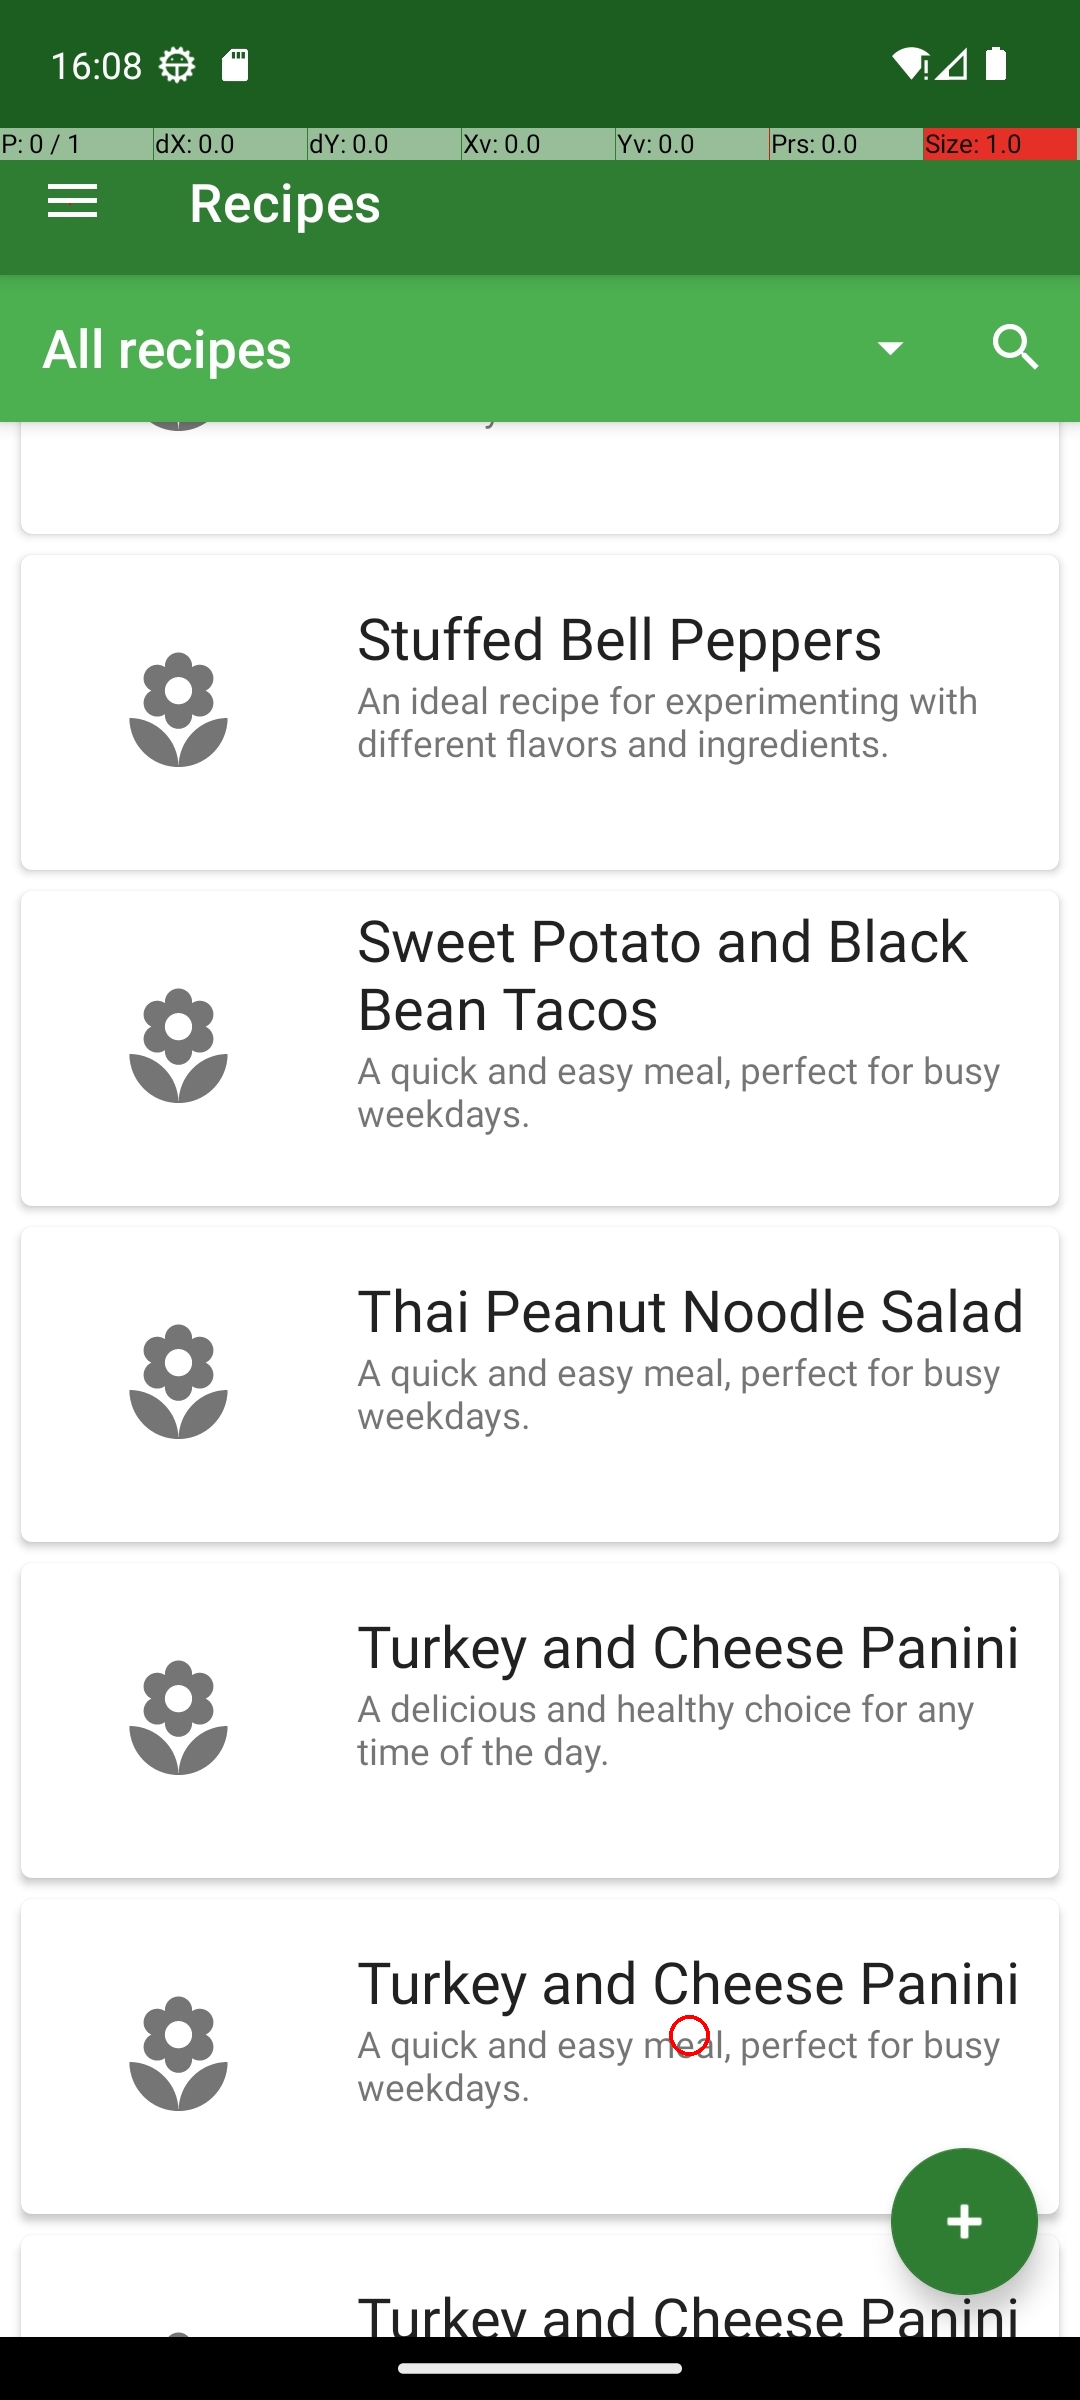 16:08
P: 0 / 1
dX: 0.0
dY: 0.0
Xv: 0.0
Yv: 0.0
Prs: 0.0
Size: 1.0
Recipes
All recipes
Stuffed Bell Peppers
An ideal recipe for experimenting with
different flavors and ingredients.
Sweet Potato and Black
Bean Tacos
A quick and easy meal, perfect for busy
weekdays.
Thai Peanut Noodle Salad
A quick and easy meal, perfect for busy
weekdays.
Turkey and Cheese Panini
A delicious and healthy choice for any
time of the day.
Turkey and Cheese Panini
A quick and easy meal, perfect for busy
weekdays.
Turkey and Cheese Panini